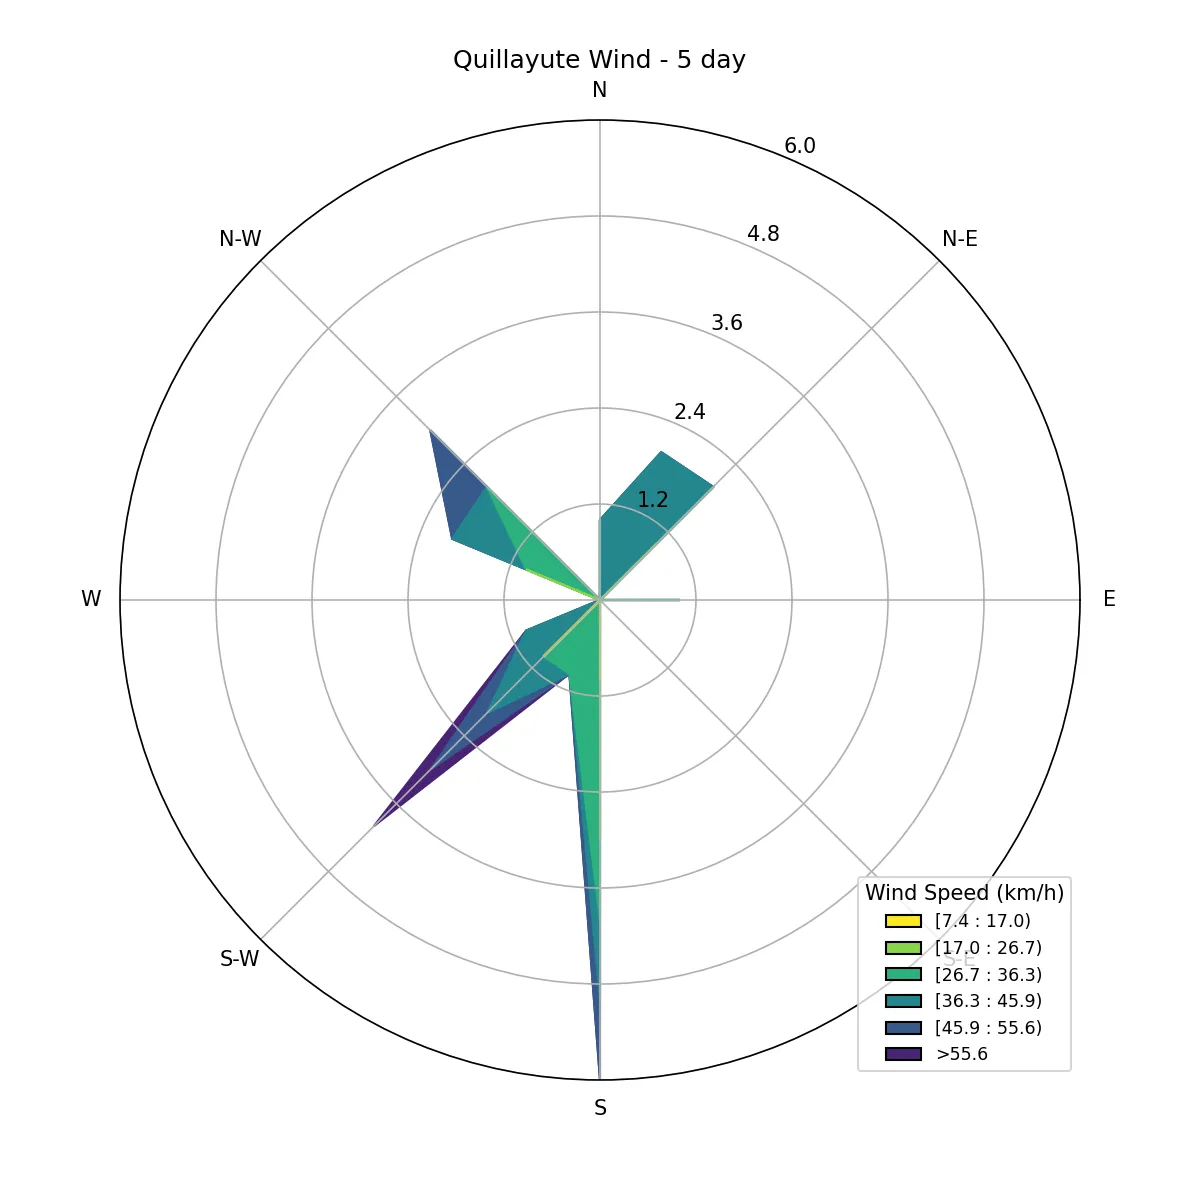 Quillayute Wind - 5 day
N
6.0
4.8
N-W
N-E
3.6
2.4
1.2
W
E
Wind Speed (km/h)
[7.4 : 17.0)
[17.0 : 26.7)
S-W
S-E
[26.7 : 36.3)
[36.3 : 45.9)
[45.9 : 55.6)
>55.6
S